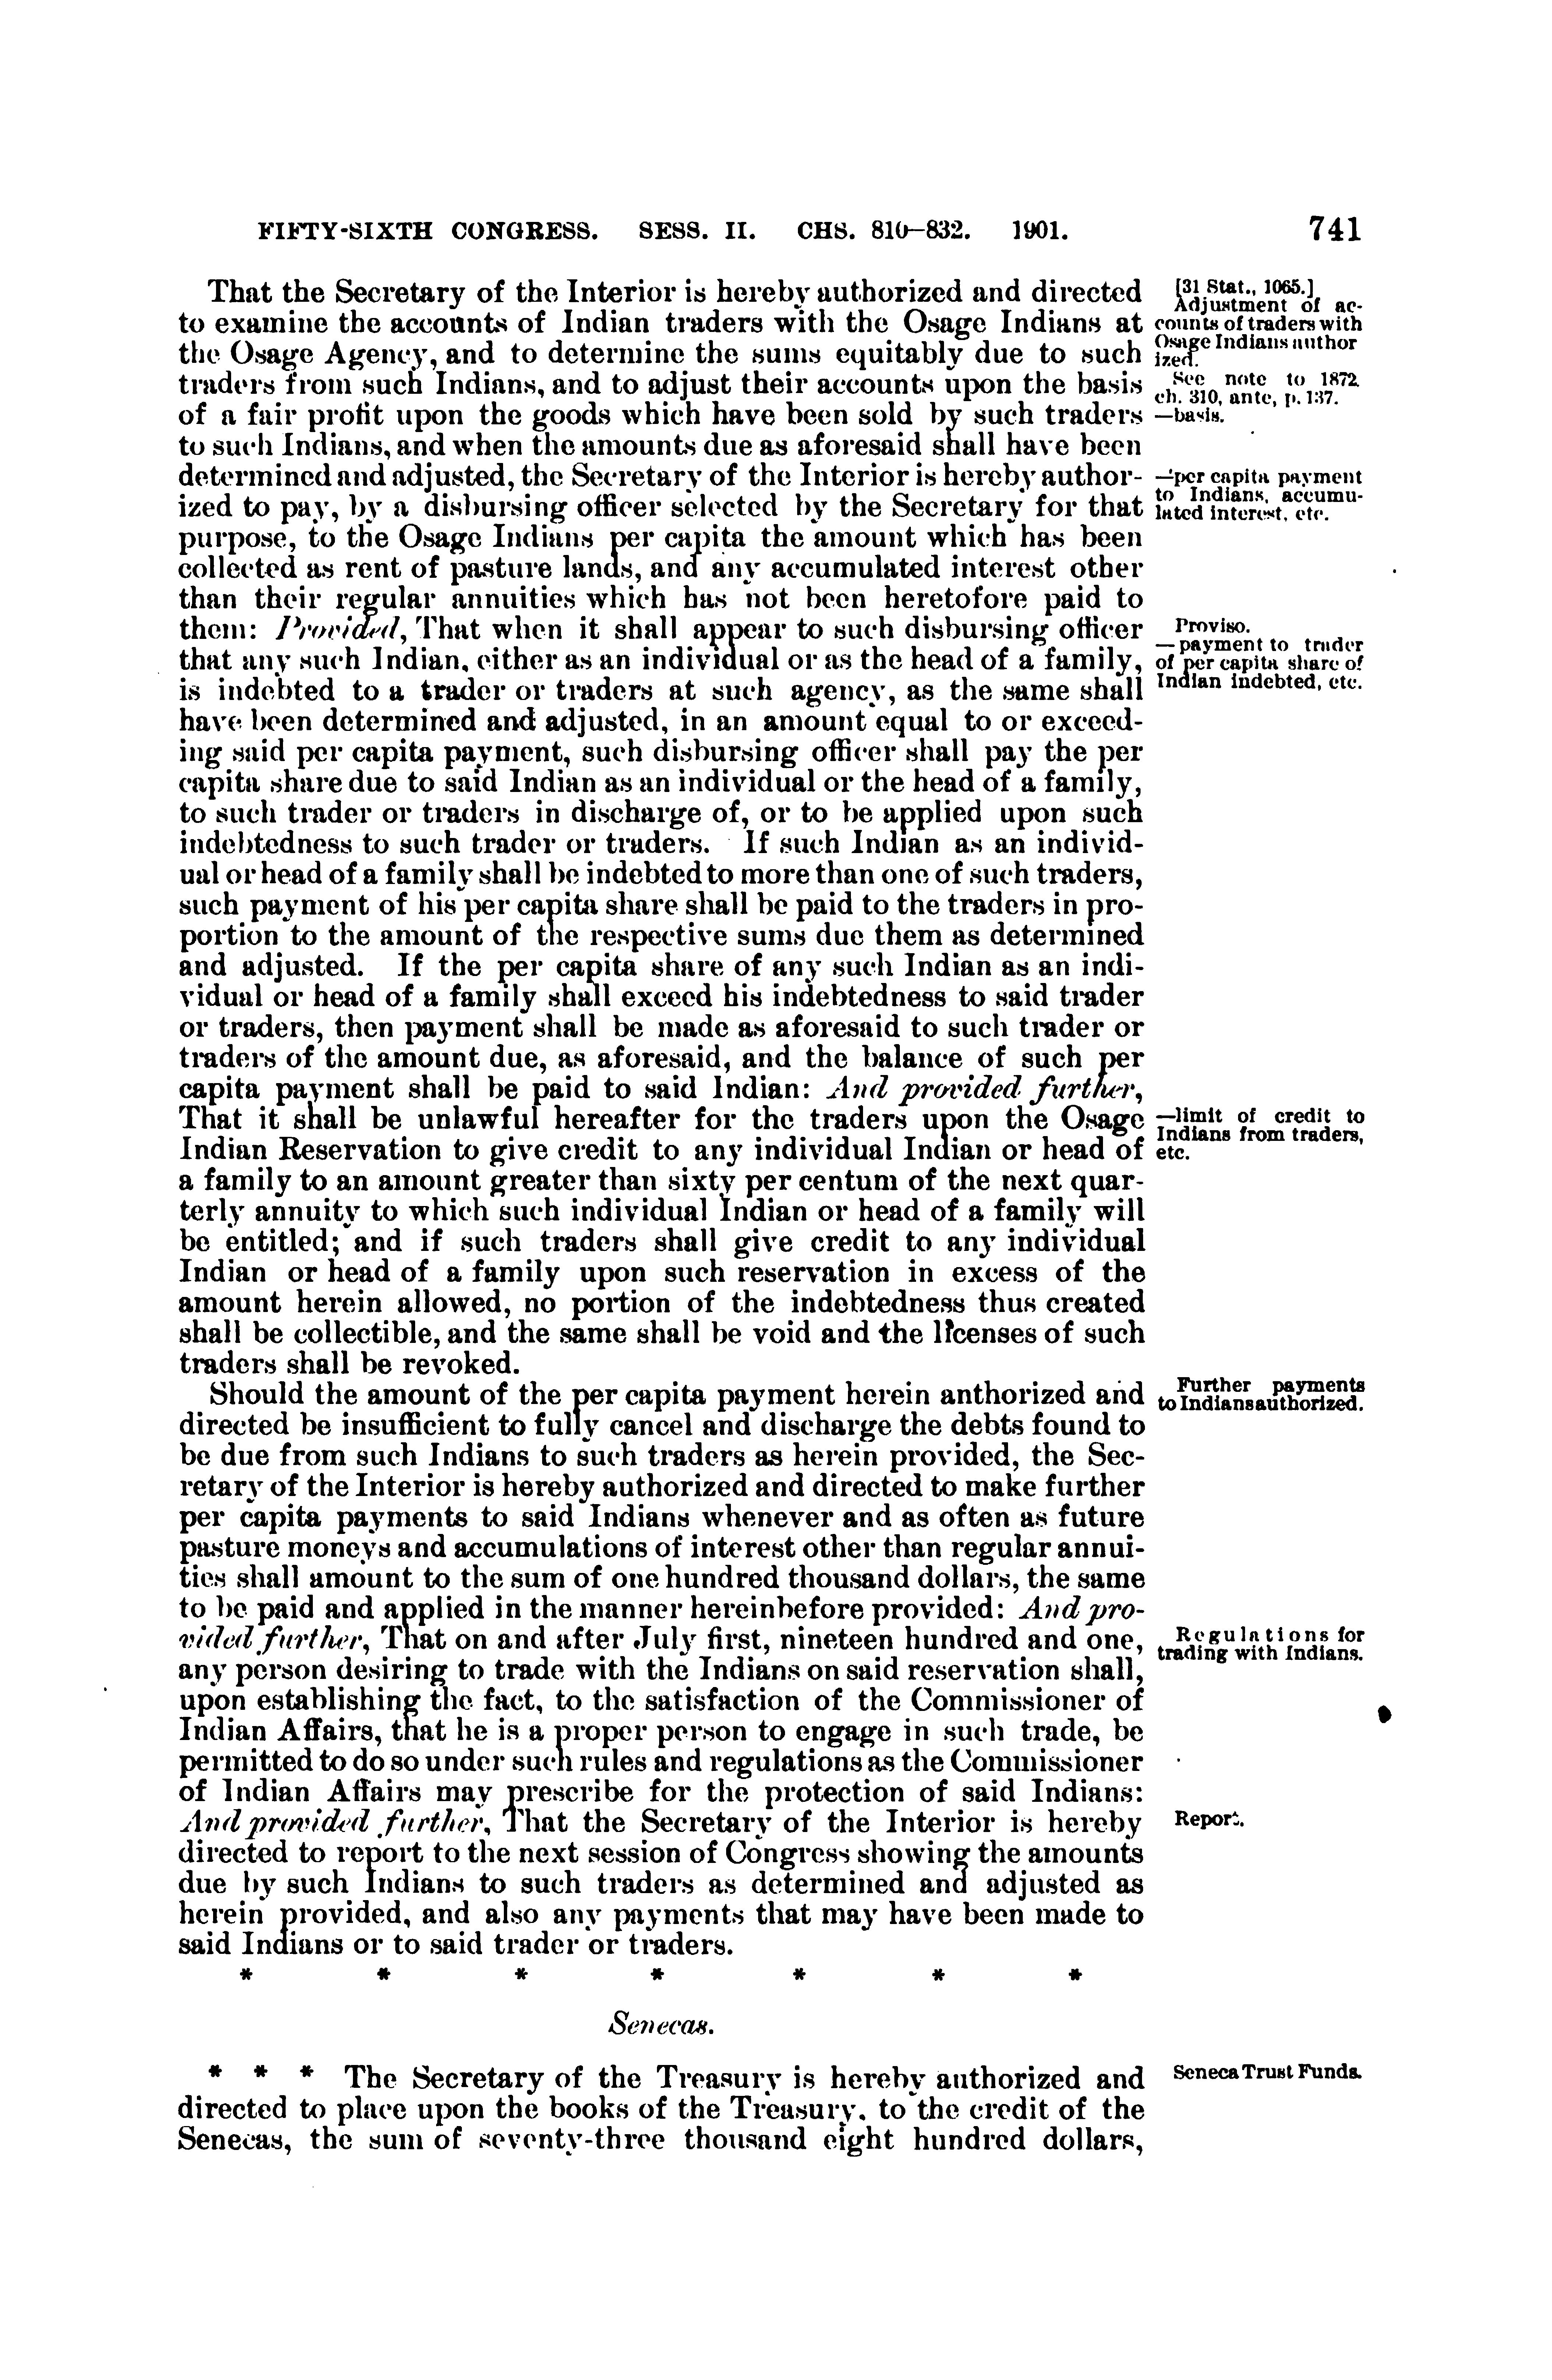 FIFTY-SIXTH CONGRESS. SESS. II. CHS. 810–832. 1901. 741
That the Secretary of the Interior is hereby authorized and directed
to examine the accounts of Indian traders with the Osage Indians at
the Osage Agency, and to determine the sums equitably due to such
traders from such Indians, and to adjust their accounts upon the basis
of a fair profit upon the goods which have been sold by such traders
to such Indians, and when the amounts due as aforesaid shall have been
determined and adjusted, the Secretary of the Interior is hereby author-
ized to pay, by a disbursing officer selected by the Secretary for that
purpose, to the Osage Indians per capita the amount which has been
collected as rent of pasture lands, and any accumulated interest other
than their regular annuities which has not been heretofore paid to
them: Provided, That when it shall appear to such disbursing officer
that any such Indian, either as an individual or as the head of a family,
is indebted to a trader or traders at such agency, as the same shall
have been determined and adjusted, in an amount equal to or exceed-
ing said per capita payment, such disbursing officer shall pay the per
capita share due to said Indian as an individual or the head of a family,
to such trader or traders in discharge of, or to be applied upon such
indebtedness to such trader or traders. If such Indian as an individ-
ual or head of a family shall be indebted to more than one of such traders,
such payment of his per capita share shall be paid to the traders in pro-
portion to the amount of the respective sums due them as determined
and adjusted. If the per capita share of any such Indian as an indi-
vidual or head of a family shall exceed his indebtedness to said trader
or traders, then payment shall be made as aforesaid to such trader or
traders of the amount due, as aforesaid, and the balance of such per
capita payment shall be paid to said Indian: And provided further,
That it shall be unlawful hereafter for the traders upon the Osage
Indian Reservation to give credit to any individual Indian or head of
a family to an amount greater than sixty per centum of the next quar-
terly annuity to which such individual Indian or head of a family will
be entitled; and if such traders shall give credit to any individual
Indian or head of a family upon such reservation in excess of the
amount herein allowed, no portion of the indebtedness thus created
shall be collectible, and the same shall be void and the licenses of such
traders shall be revoked.
Should the amount of the per capita payment herein anthorized and
directed be insufficient to fully cancel and discharge the debts found to
be due from such Indians to such traders as herein provided, the Sec-
retary of the Interior is hereby authorized and directed to make further
per capita payments to said Indians whenever and as often as future
pasture moneys and accumulations of interest other than regular annui-
ties shall amount to the sum of one hundred thousand dollars, the same
to be paid and applied in the manner hereinbefore provided: And pro-
vided further, That on and after July first, nineteen hundred and one,
any person desiring to trade with the Indians on said reservation shall,
upon establishing the fact, to the satisfaction of the Commissioner of
Indian Affairs, that he is a proper person to engage in such trade, be
permitted to do so under such rules and regulations as the Commissioner
of Indian Affairs may prescribe for the protection of said Indians:
And provided further, That the Secretary of the Interior is hereby
directed to report to the next session of Congress showing the amounts
due by such Indians to such traders as determined and adjusted as
herein provided, and also any payments that may have been made to
said Indians or to said trader or traders.
* * * * * * *
Senecas.
* * * The Secretary of the Treasury is hereby authorized and
directed to place upon the books of the Treasury, to the credit of the
Senecas, the sum of seventy-three thousand eight hundred dollars,
[31 Stat., 1065.]
Adjustment of ac-
counts of traders with
Osage Indians author
ized.
See note to 1872
ch. 310, ante, p. 137.
—basis.
—per capita payment
to Indians, accumu-
lated interest, etc.
Proviso.
—payment to trader
of per capita share of
Indian indebted, etc.
—limit of credit to
Indians from traders,
etc.
Further payments
to Indians authorized.
Regulations for
trading with Indians.
Report.
Seneca Trust Funds.